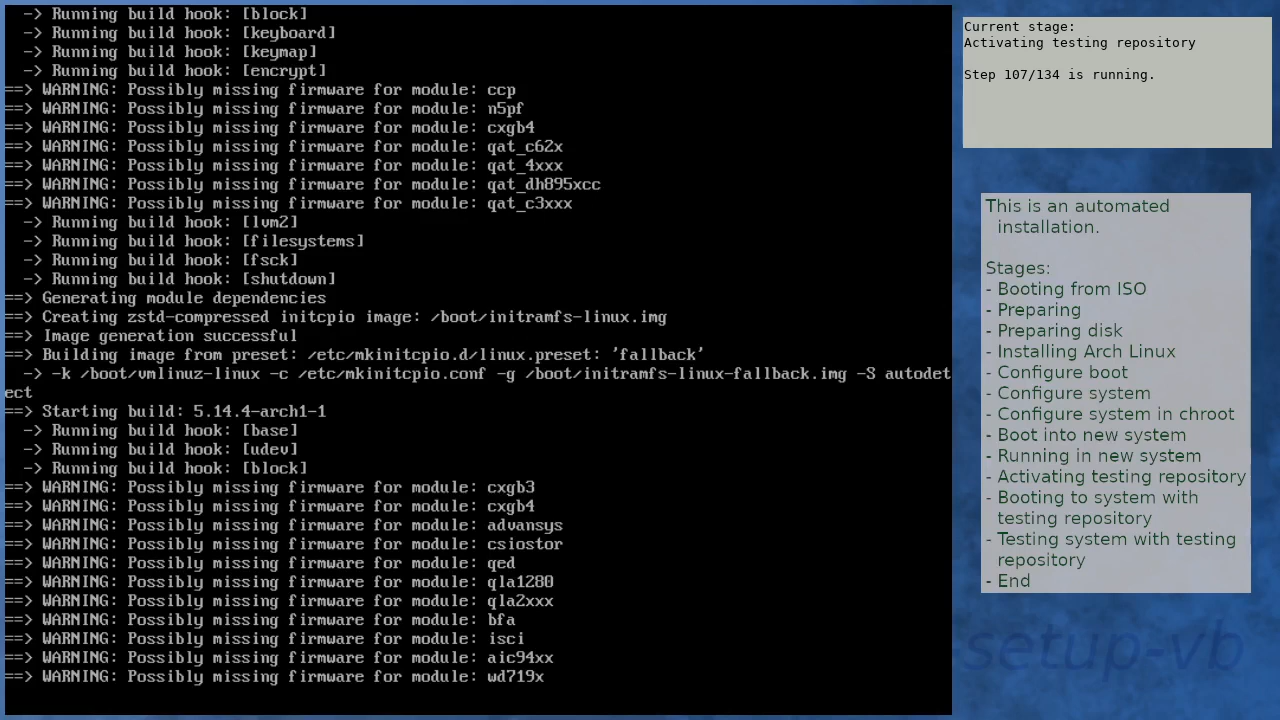 -> Running build hook: [block]
-> Running build hook: [keyboard]
-> Running build hook: [keymap]
-> Running build hook: [encrypt]
==> WARNING: Possibly missing firmware for module: ccp
==> WARNING: Possibly missing firmware for module: n5pf
==> WARNING: Possibly missing firmware for module: cxgb4
==> WARNING: Possibly missing firmware for module: qat_c62x
==> WARNING: Possibly missing firmware for module: qat_4xxx
==> WARNING: Possibly missing firmware for module: qat_dh895xcc
==> WARNING: Possibly missing firmware for module: qat_c3xxx
-> Running build hook: [lvm2]
-> Running build hook: [filesystems]
-> Running build hook: [fsck]
-> Running build hook: [shutdown]
==> Generating module dependencies
==> Creating zstd-compressed initcpio image: /boot/initramfs-linux.img
==> Image generation successful
==> Building image from preset: /etc/mkinitcpio.d/linux.preset: 'fallback'
-> -k /boot/vmlinuz-linux -c /etc/mkinitcpio.conf -g /boot/initramfs-linux-fallback.img -S autodet
ect
==> Starting build: 5.14.4-arch1-1
-> Running build hook: [base]
-> Running build hook: [udev]
-> Running build hook: [block]
==> WARNING: Possibly missing firmware for module: cxgb3
==> WARNING: Possibly missing firmware for module: cxgb4
==> WARNING: Possibly missing firmware for module: advansys
==> WARNING: Possibly missing firmware for module: csiostor
==> WARNING: Possibly missing firmware for module: qed
==> WARNING: Possibly missing firmware for module: qla1280
==> WARNING: Possibly missing firmware for module: qla2xxx
==> WARNING: Possibly missing firmware for module: bfa
==> WARNING: Possibly missing firmware for module: isci
==> WARNING: Possibly missing firmware for module: aic94xx
==> WARNING: Possibly missing firmware for module: wd719x
Current stage:
Activating testing repository
Step 107/134 is running.
This is an automated
installation.
Stages:
- Booting from ISO
- Preparing
- Preparing disk
- Installing Arch Linux
- Configure boot
- Configure system
- Configure system in chroot
- Boot into new system
- Running in new system
- Activating testing repository
- Booting to system with
testing repository
- Testing system with testing
repository
- End
-setup-vb